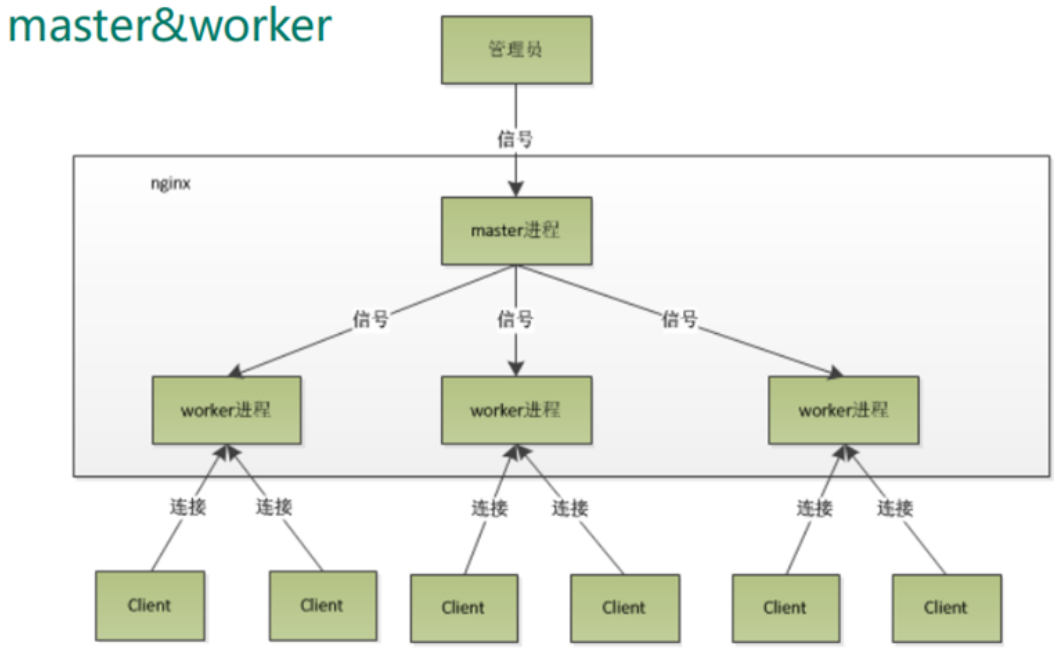 master&worker
管理员
信号
nginx
master进程
信号
信号
信号
worker进程
worker进程
worker进程
连接
连接
连接
连接
连接
连接
Client
Client
Client
Client
Client
Client